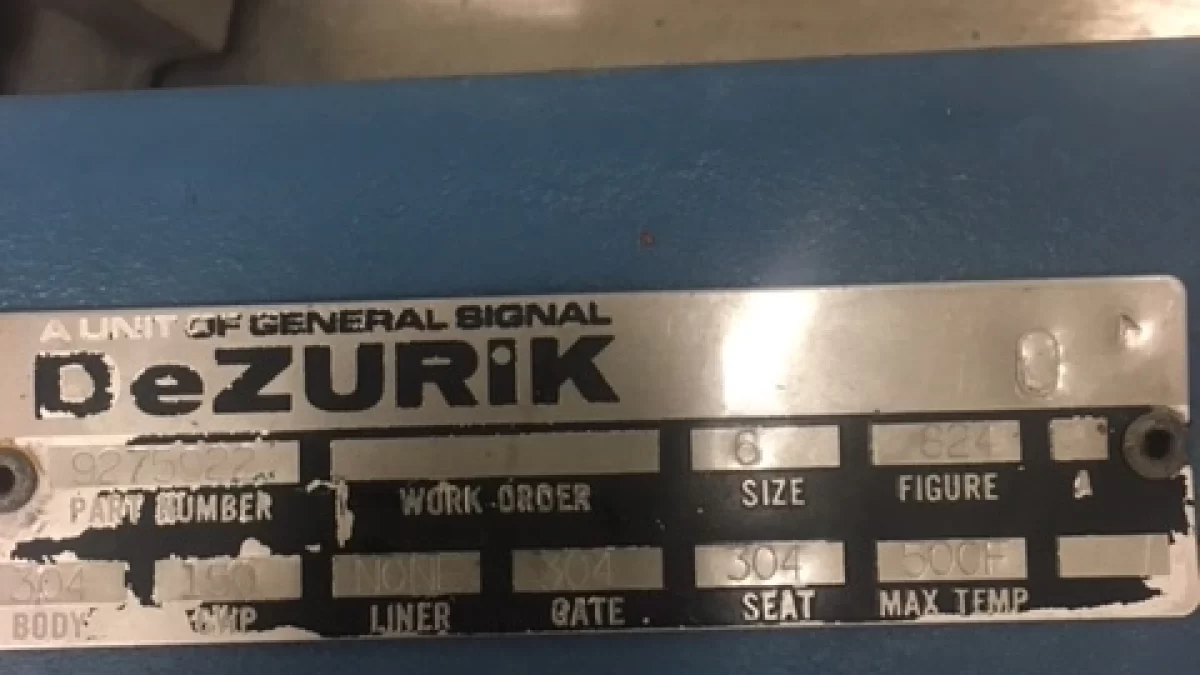 A UNIT OF GENERAL SIGNAL
DeZURiK
9275022 6 824
PART NUMBER WORK ORDER SIZE FIGURE
304 150 NONE 304 304 500F
BODY CWP LINER GATE SEAT MAX TEMP